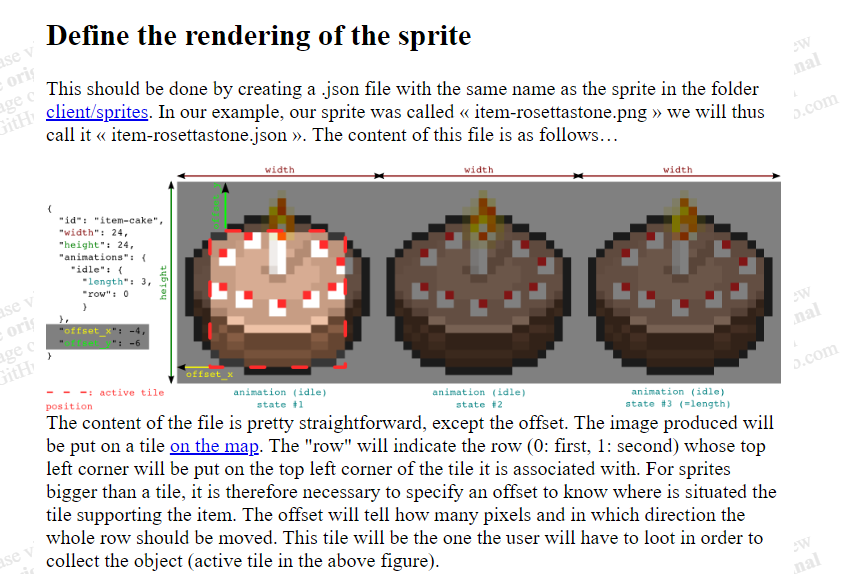 Define the rendering of the sprite
This should be done by creating a .json file with the same name as the sprite in the folder
client/sprites. In our example, our sprite was called « item-rosettastone.png » we will thus
call it « item-rosettastone.json ». The content of this file is as follows…
width width width
{
"id": "item-cake",
"width": 24,
"height": 24,
"animations": {
"idle": {
"length": 3,
"row": 0
}
},
"offset_x": -4,
"offset_y": -6
}
height
offset_y
offset_x
– – –: active tile
position
animation (idle)
state #1
animation (idle)
state #2
animation (idle)
state #3 (=length)
The content of the file is pretty straightforward, except the offset. The image produced will
be put on a tile on the map. The "row" will indicate the row (0: first, 1: second) whose top
left corner will be put on the top left corner of the tile it is associated with. For sprites
bigger than a tile, it is therefore necessary to specify an offset to know where is situated the
tile supporting the item. The offset will tell how many pixels and in which direction the
whole row should be moved. This tile will be the one the user will have to loot in order to
collect the object (active tile in the above figure).